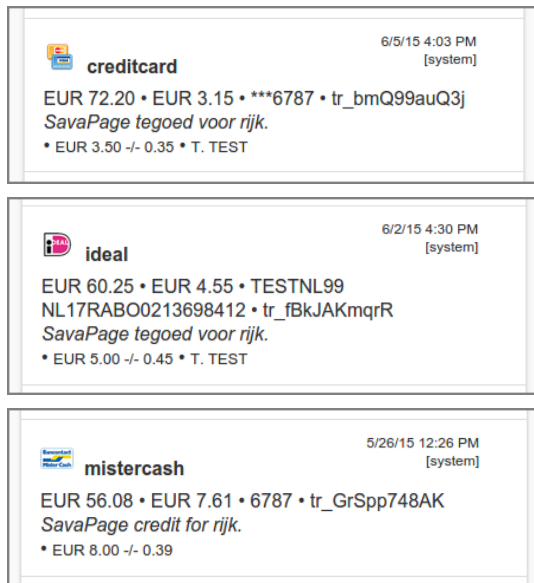 6/5/15 4:03 PM
creditcard
[system]
EUR 72.20 • EUR 3.15 • ***6787 • tr_bmQ99auQ3j
SavaPage tegoed voor rijk.
• EUR 3.50 -/- 0.35 • T. TEST
6/2/15 4:30 PM
iDEAL
ideal
[system]
EUR 60.25 • EUR 4.55 • TESTNL99
NL17RABO0213698412 • tr_fBkJAKmqrR
SavaPage tegoed voor rijk.
• EUR 5.00 -/- 0.45 • T. TEST
5/26/15 12:26 PM
Bancontact
Mister Cash
mistercash
[system]
EUR 56.08 • EUR 7.61 • 6787 • tr_GrSpp748AK
SavaPage credit for rijk.
• EUR 8.00 -/- 0.39